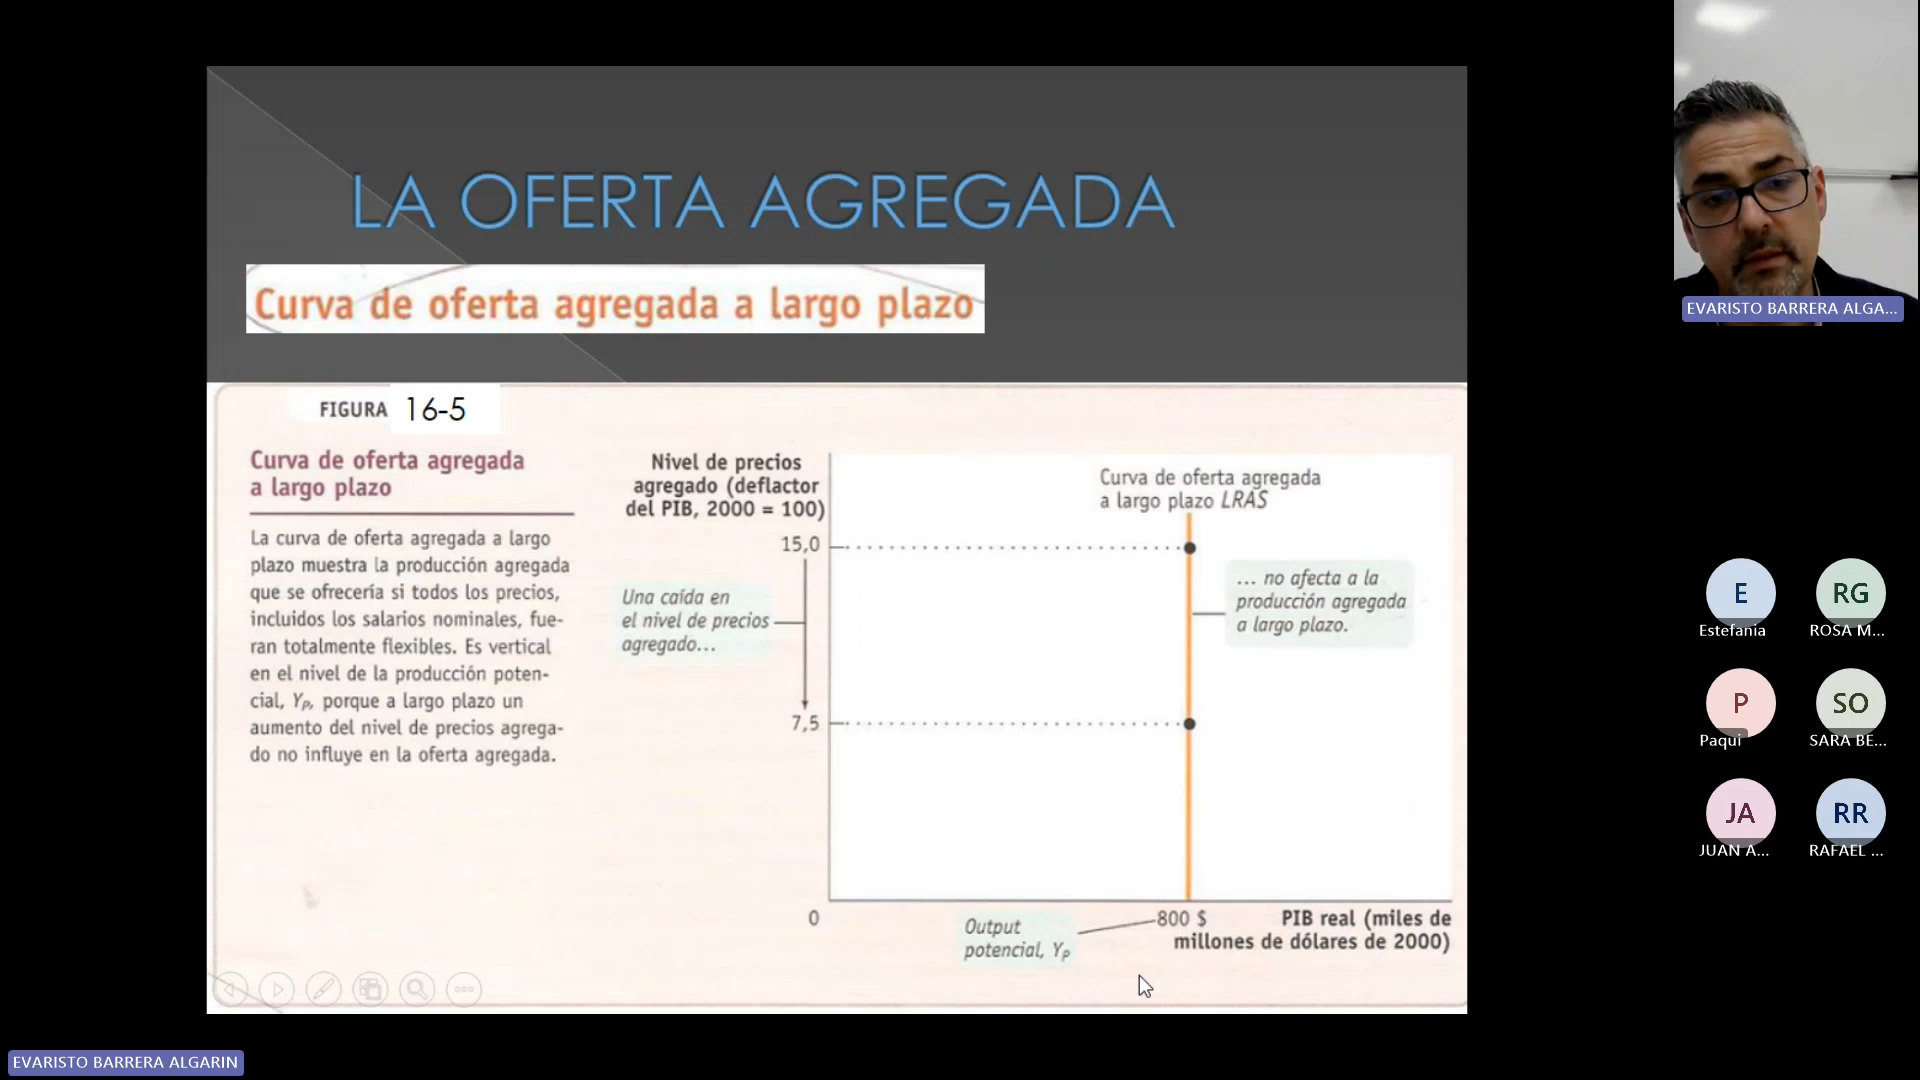 LA OFERTA AGREGADA
Curva de oferta agregada a largo plazo
FIGURA 16-5
Curva de oferta agregada
a largo plazo
La curva de oferta agregada a largo
plazo muestra la producción agregada
que se ofrecería si todos los precios,
incluidos los salarios nominales, fue-
ran totalmente flexibles. Es vertical
en el nivel de la producción poten-
cial, Yₚ, porque a largo plazo un
aumento del nivel de precios agrega-
do no influye en la oferta agregada.
Nivel de precios
agregado (deflactor
del PIB, 2000 = 100)
15,0
Una caída en
el nivel de precios
agregado...
7,5
0
Curva de oferta agregada
a largo plazo LRAS
... no afecta a la
producción agregada
a largo plazo.
Output
potencial, Yₚ
800 $
PIB real (miles de
millones de dólares de 2000)
EVARISTO BARRERA ALGA...
E
Estefania
RG
ROSA M...
P
Paqui
SO
SARA BE...
JA
JUAN A...
RR
RAFAEL ...
EVARISTO BARRERA ALGARIN